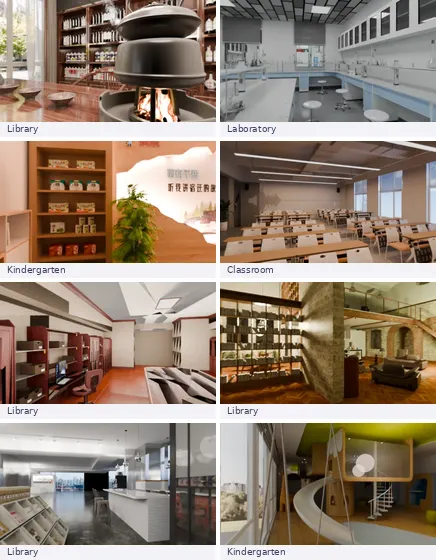 Library
Laboratory
Kindergarten
Classroom
Library
Library
Library
Kindergarten